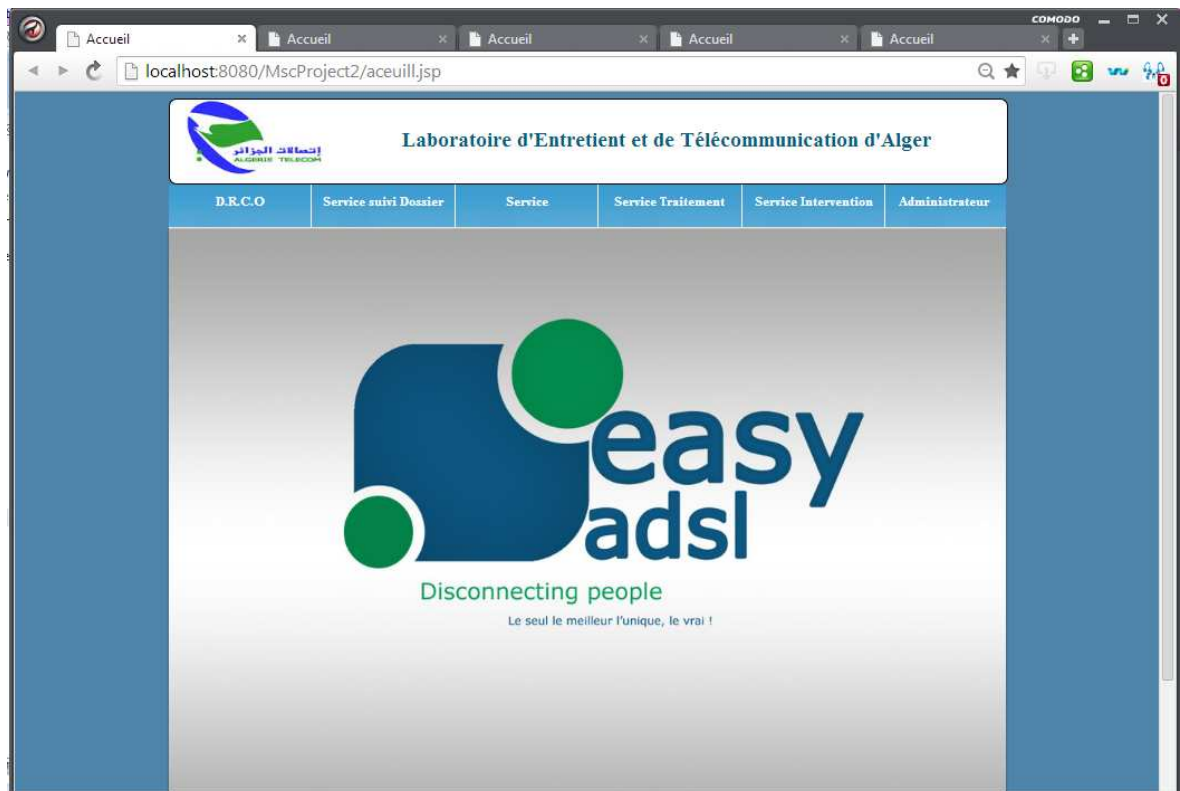 COMODO
Accueil Accueil Accueil Accueil Accueil
localhost:8080/MscProject2/aceuill.jsp
0
إتصالات الجزائر
ALGERIE TELECOM
Laboratoire d'Entretient et de Télécommunication d'Alger
D.R.C.O Service suivi Dossier Service Service Traitement Service Intervention Administrateur
easy
adsl
Disconnecting people
Le seul le meilleur l'unique, le vrai !